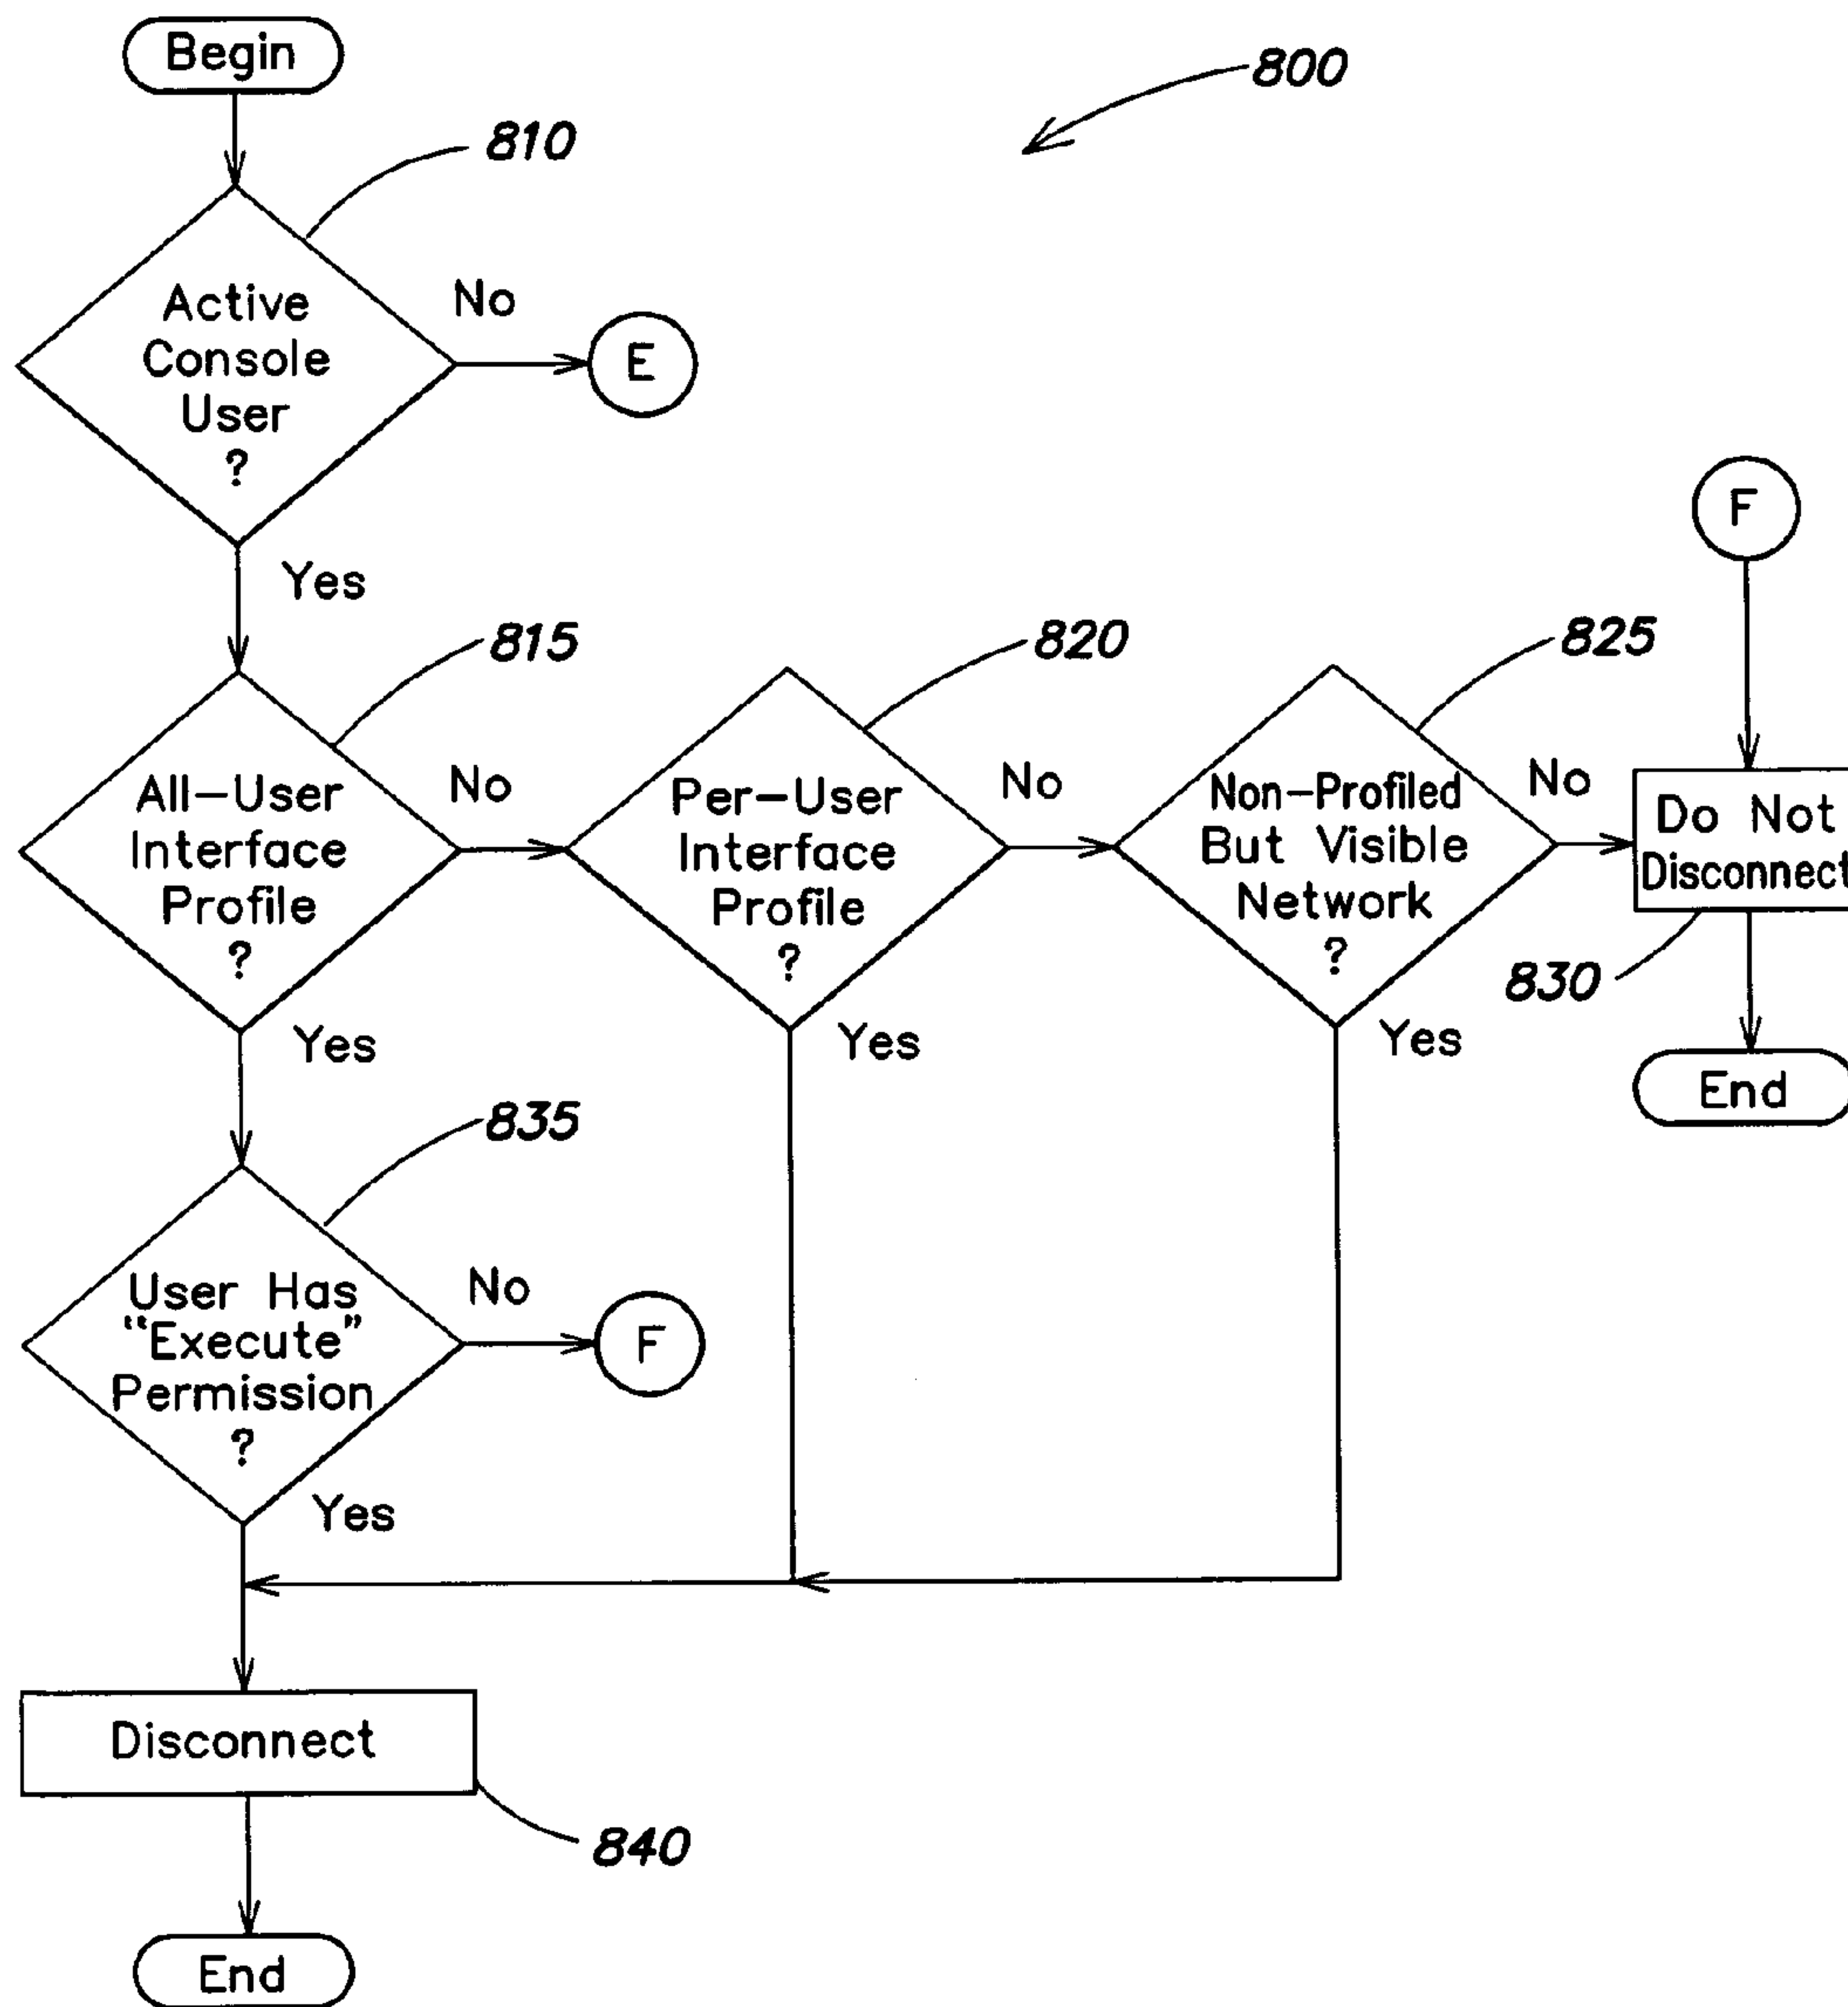 Begin
800
810
Active
Console
User
?
No
E
Yes
F
815
820
825
All-User
Interface
Profile
?
No
Per-User
Interface
Profile
?
No
Non-Profiled
But Visible
Network
?
No
Do Not
Disconnect
830
Yes
Yes
Yes
End
835
User Has
"Execute"
Permission
?
No
F
Yes
Disconnect
840
End